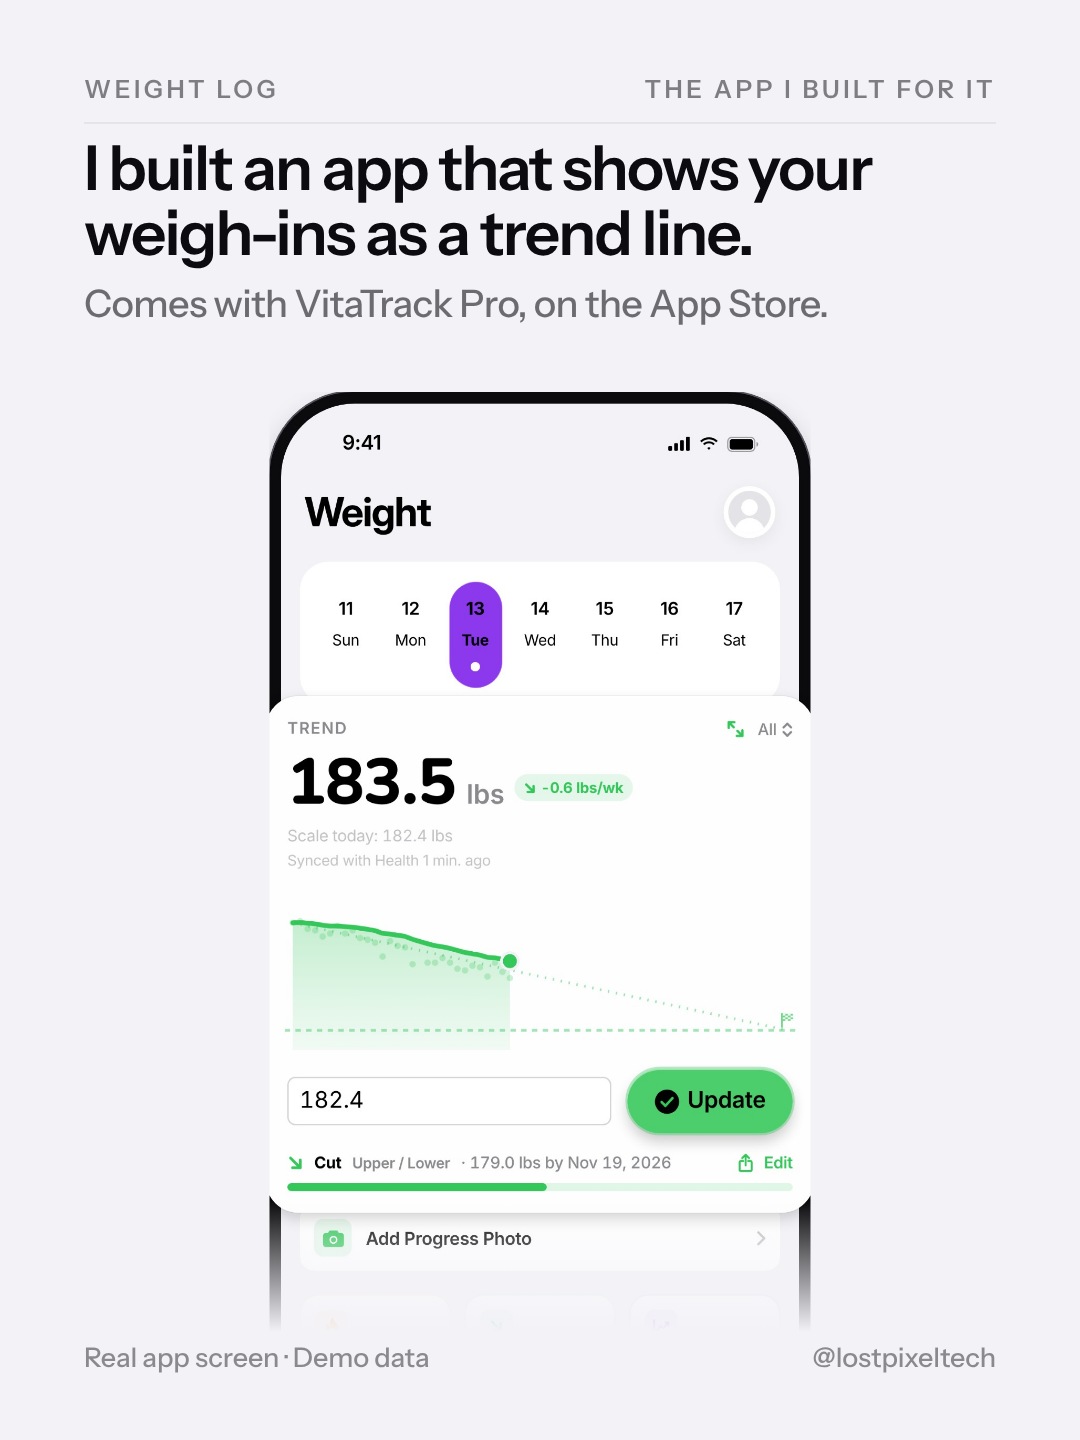 WEIGHT LOG
THE APP I BUILT FOR IT
I built an app that shows your
weigh-ins as a trend line.
Comes with VitaTrack Pro, on the App Store.
9:41
Weight
11 12 13 14 15 16 17
Sun Mon Tue Wed Thu Fri Sat
TREND
All
183.5 lbs -0.6 lbs/wk
Scale today: 182.4 lbs
Synced with Health 1 min. ago
182.4
Update
Cut Upper / Lower · 179.0 lbs by Nov 19, 2026
Edit
Add Progress Photo
Real app screen · Demo data
@lostpixeltech